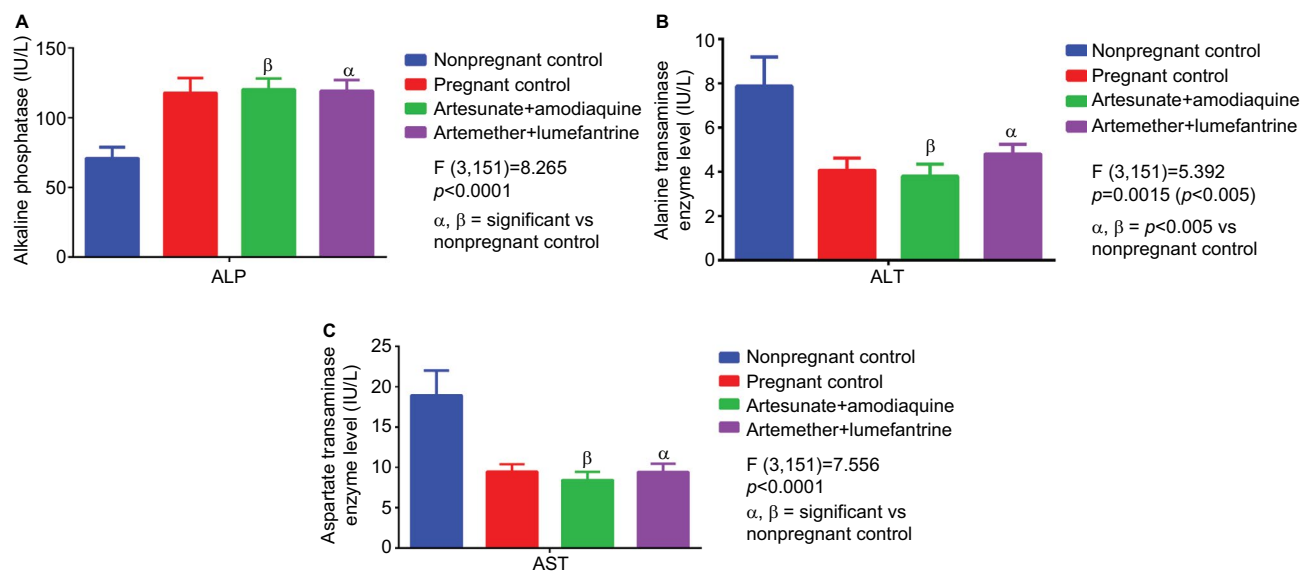 A
Alkaline phosphatase (IU/L)
150
100
50
0
β
α
ALP
Nonpregnant control
Pregnant control
Artesunate+amodiaquine
Artemether+lumefantrine
F (3,151)=8.265
p<0.0001
α, β = significant vs
nonpregnant control
B
Alanine transaminase
enzyme level (IU/L)
10
8
6
4
2
0
β
α
ALT
Nonpregnant control
Pregnant control
Artesunate+amodiaquine
Artemether+lumefantrine
F (3,151)=5.392
p=0.0015 (p<0.005)
α, β = p<0.005 vs
nonpregnant control
C
Aspartate transaminase
enzyme level (IU/L)
25
20
15
10
5
0
β
α
AST
Nonpregnant control
Pregnant control
Artesunate+amodiaquine
Artemether+lumefantrine
F (3,151)=7.556
p<0.0001
α, β = significant vs
nonpregnant control